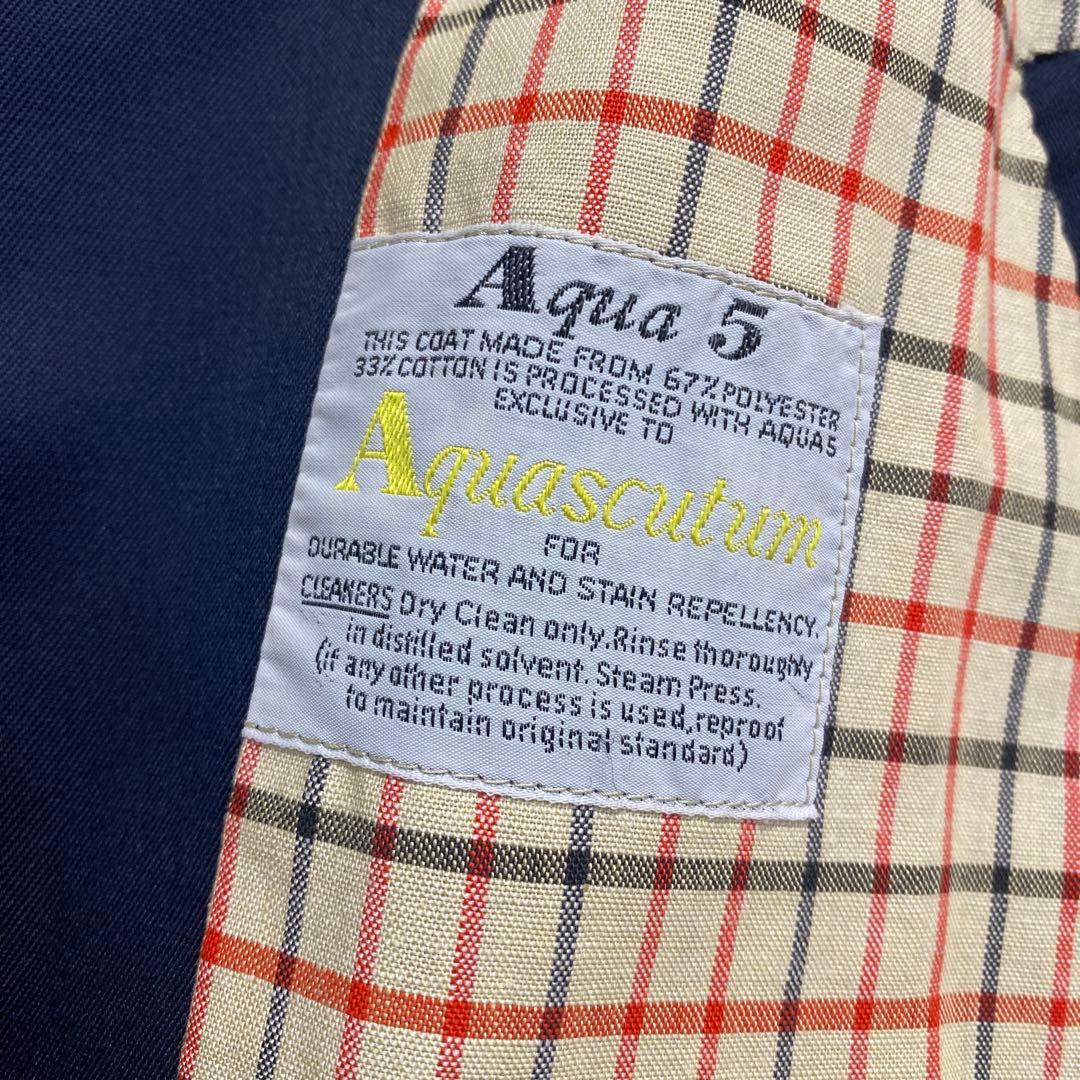 Aqua 5
THIS COAT MADE FROM 67% POLYESTER
33% COTTON IS PROCESSED WITH AQUA5
EXCLUSIVE TO
Aquascutum
FOR
DURABLE WATER AND STAIN REPELLENCY.
CLEANERS Dry Clean only. Rinse thoroughly
in distilled solvent. Steam Press.
(if any other process is used, reproof
to maintain original standard)